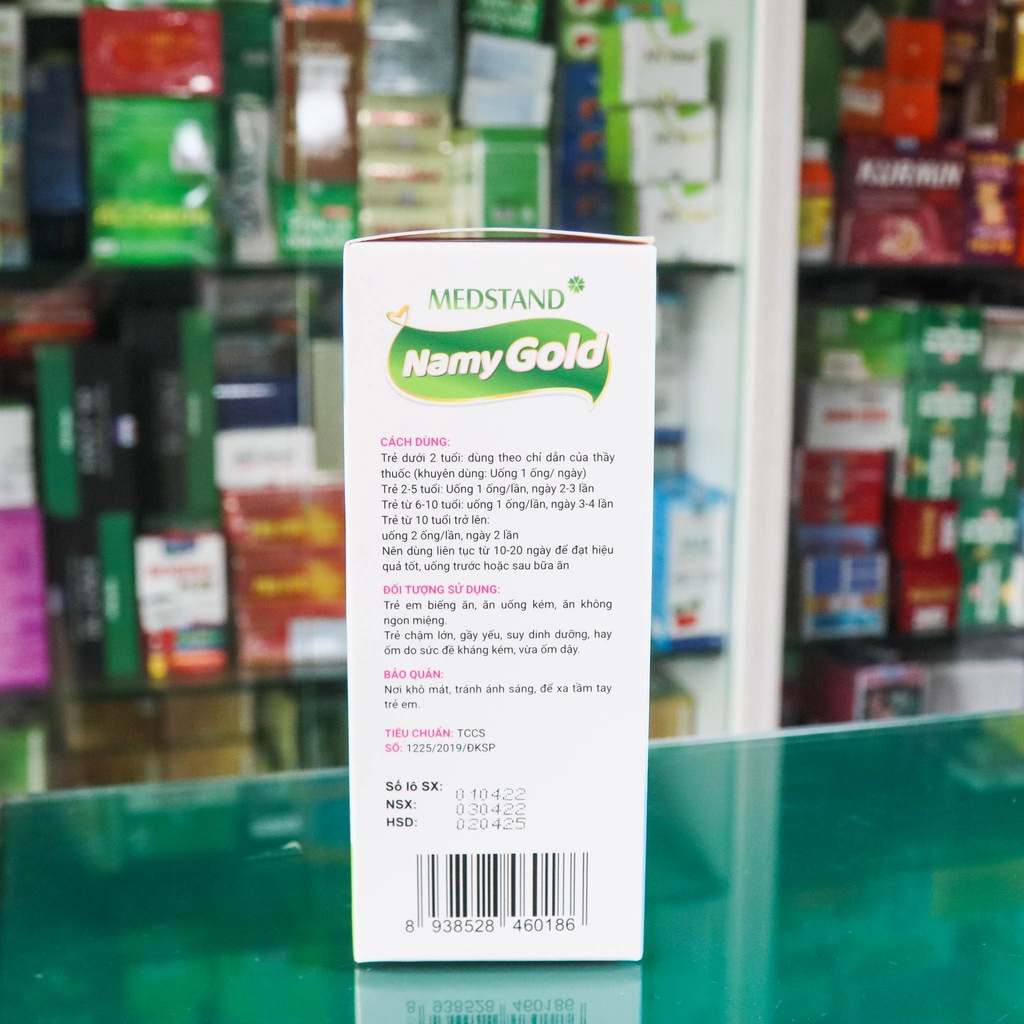 MEDSTAND
Namy Gold
CÁCH DÙNG:
Trẻ dưới 2 tuổi: dùng theo chỉ dẫn của thầy
thuốc (khuyên dùng: Uống 1 ống/ ngày)
Trẻ 2-5 tuổi: Uống 1 ống/lần, ngày 2-3 lần
Trẻ từ 6-10 tuổi: uống 1 ống/lần, ngày 3-4 lần
Trẻ từ 10 tuổi trở lên:
uống 2 ống/lần, ngày 2 lần
Nên dùng liên tục từ 10-20 ngày để đạt hiệu
quả tốt, uống trước hoặc sau bữa ăn
ĐỐI TƯỢNG SỬ DỤNG:
Trẻ em biếng ăn, ăn uống kém, ăn không
ngon miệng.
Trẻ chậm lớn, gầy yếu, suy dinh dưỡng, hay
ốm do sức đề kháng kém, vừa ốm dậy.
BẢO QUẢN:
Nơi khô mát, tránh ánh sáng, để xa tầm tay
trẻ em.
TIÊU CHUẨN: TCCS
SỐ: 1225/2019/ĐKSP
Số lô SX: 010422
NSX: 030422
HSD: 020425
8 938528 460186
KURMIN